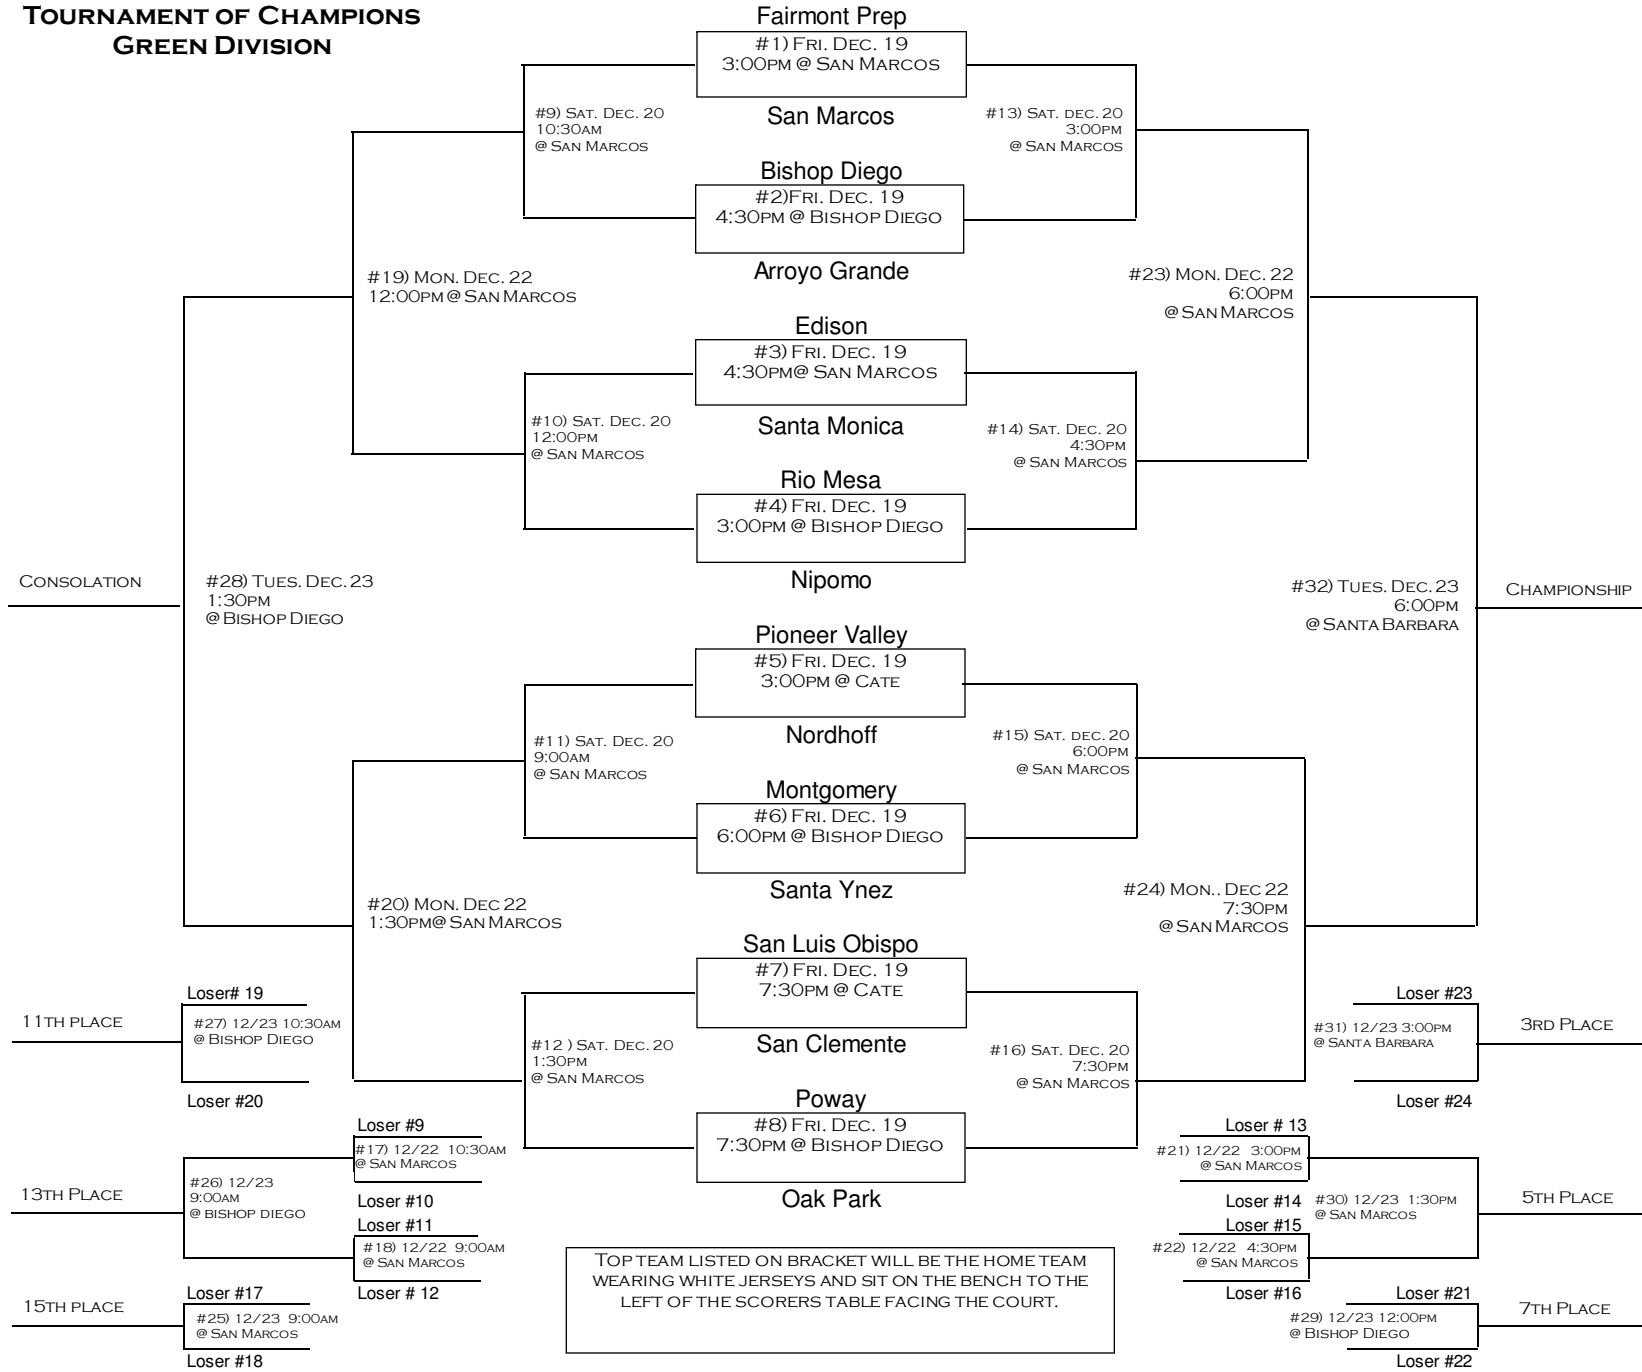 TOURNAMENT OF CHAMPIONS
GREEN DIVISION
Fairmont Prep
#1) FRI. DEC. 19
3:00PM @ SAN MARCOS
San Marcos
#9) SAT. DEC. 20
10:30AM
@ SAN MARCOS
#13) SAT. DEC. 20
3:00PM
@ SAN MARCOS
Bishop Diego
#2)FRI. DEC. 19
4:30PM @ BISHOP DIEGO
Arroyo Grande
#19) MON. DEC. 22
12:00PM @ SAN MARCOS
#23) MON. DEC. 22
6:00PM
@ SAN MARCOS
Edison
#3) FRI. DEC. 19
4:30PM@ SAN MARCOS
Santa Monica
#10) SAT. DEC. 20
12:00PM
@ SAN MARCOS
#14) SAT. DEC. 20
4:30PM
@ SAN MARCOS
Rio Mesa
#4) FRI. DEC. 19
3:00PM @ BISHOP DIEGO
Nipomo
CONSOLATION
#28) TUES. DEC. 23
1:30PM
@ BISHOP DIEGO
#32) TUES. DEC. 23
6:00PM
@ SANTA BARBARA
CHAMPIONSHIP
Pioneer Valley
#5) FRI. DEC. 19
3:00PM @ CATE
Nordhoff
#11) SAT. DEC. 20
9:00AM
@ SAN MARCOS
#15) SAT. DEC. 20
6:00PM
@ SAN MARCOS
Montgomery
#6) FRI. DEC. 19
6:00PM @ BISHOP DIEGO
Santa Ynez
#20) MON. DEC 22
1:30PM@ SAN MARCOS
#24) MON.. DEC 22
7:30PM
@ SAN MARCOS
San Luis Obispo
#7) FRI. DEC. 19
7:30PM @ CATE
San Clemente
#12 ) SAT. DEC. 20
1:30PM
@ SAN MARCOS
#16) SAT. DEC. 20
7:30PM
@ SAN MARCOS
Poway
#8) FRI. DEC. 19
7:30PM @ BISHOP DIEGO
Oak Park
Loser# 19
11TH PLACE
#27) 12/23 10:30AM
@ BISHOP DIEGO
Loser #20
Loser #23
#31) 12/23 3:00PM
@ SANTA BARBARA
3RD PLACE
Loser #24
Loser #9
#17) 12/22 10:30AM
@ SAN MARCOS
Loser #10
13TH PLACE
#26) 12/23
9:00AM
@ BISHOP DIEGO
Loser #11
#18) 12/22 9:00AM
@ SAN MARCOS
Loser # 12
Loser # 13
#21) 12/22 3:00PM
@ SAN MARCOS
Loser #14
#30) 12/23 1:30PM
@ SAN MARCOS
5TH PLACE
Loser #15
#22) 12/22 4:30PM
@ SAN MARCOS
Loser #16
TOP TEAM LISTED ON BRACKET WILL BE THE HOME TEAM
WEARING WHITE JERSEYS AND SIT ON THE BENCH TO THE
LEFT OF THE SCORERS TABLE FACING THE COURT.
15TH PLACE
Loser #17
#25) 12/23 9:00AM
@ SAN MARCOS
Loser #18
Loser #21
#29) 12/23 12:00PM
@ BISHOP DIEGO
7TH PLACE
Loser #22